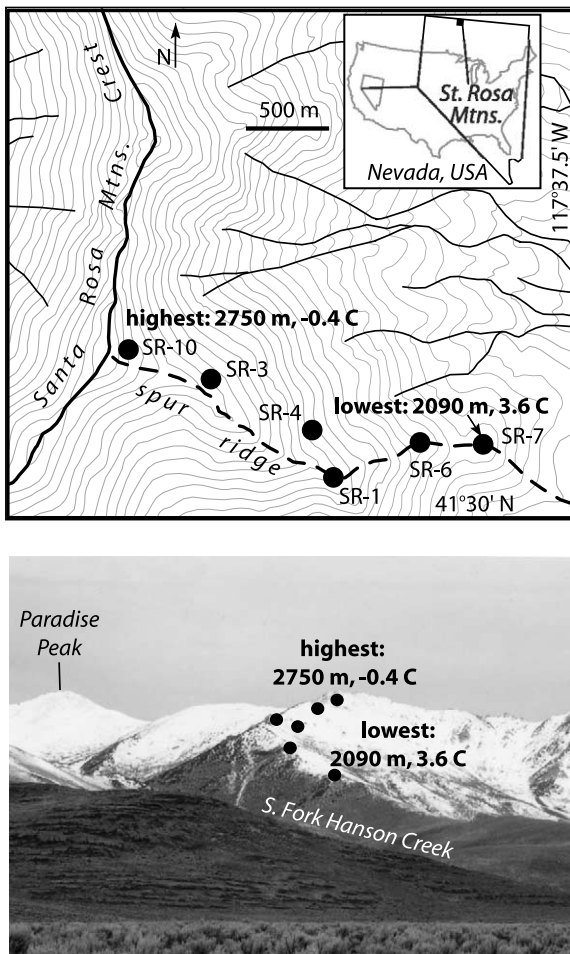 N
500 m
St. Rosa
Mtns.
Nevada, USA
117°37.5' W
Santa Rosa Mtns. Crest
highest: 2750 m, -0.4 C
SR-10
SR-3
spur
ridge
SR-4
lowest: 2090 m, 3.6 C
SR-7
SR-6
SR-1
41°30' N
Paradise
Peak
highest:
2750 m, -0.4 C
lowest:
2090 m, 3.6 C
S. Fork Hanson Creek